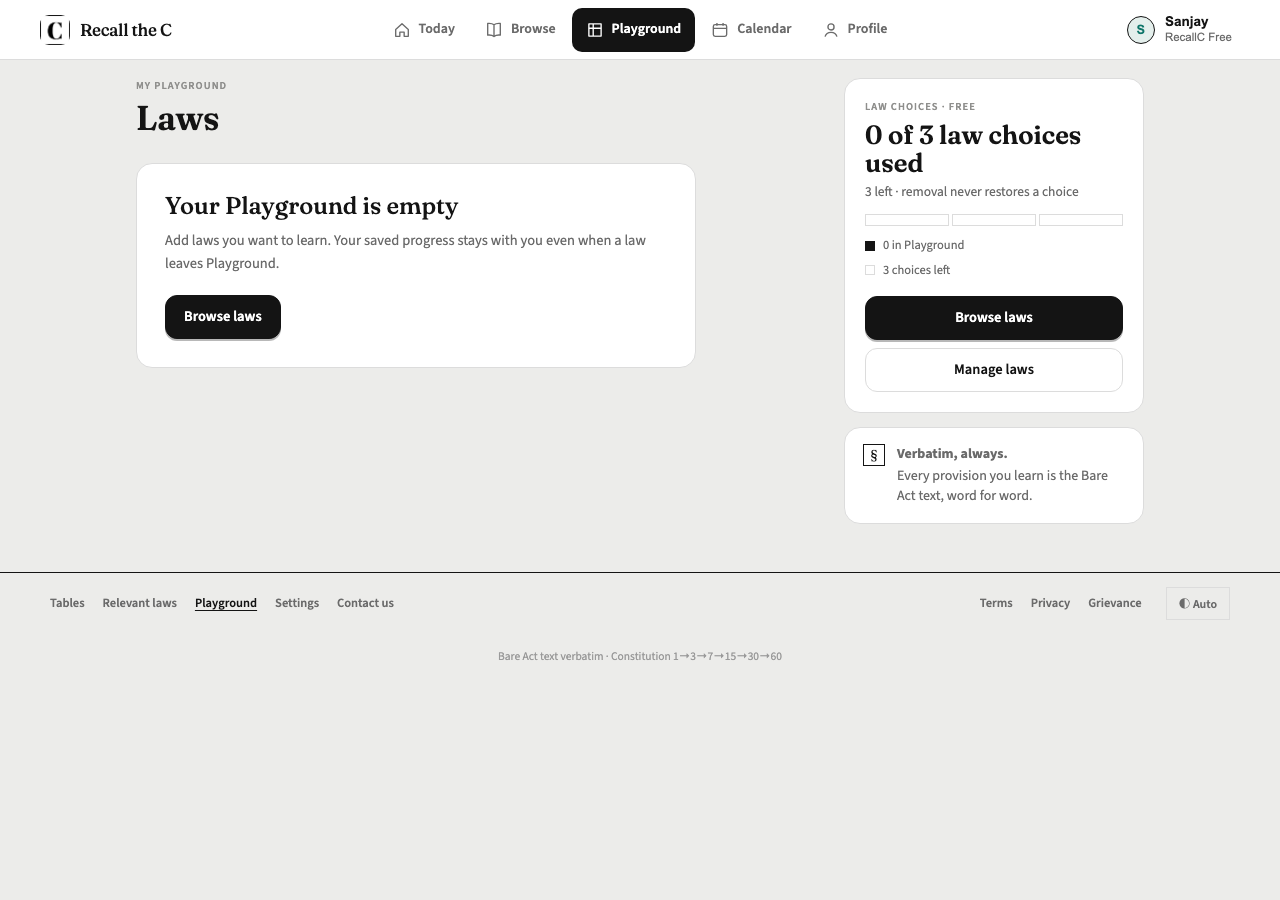 C Recall the C
Today
Browse
Playground
Calendar
Profile
S
Sanjay
RecallC Free
MY PLAYGROUND
Laws
Your Playground is empty
Add laws you want to learn. Your saved progress stays with you even when a law
leaves Playground.
Browse laws
LAW CHOICES · FREE
0 of 3 law choices
used
3 left · removal never restores a choice
0 in Playground
3 choices left
Browse laws
Manage laws
§
Verbatim, always.
Every provision you learn is the Bare
Act text, word for word.
Tables
Relevant laws
Playground
Settings
Contact us
Terms
Privacy
Grievance
Auto
Bare Act text verbatim · Constitution 1→3→7→15→30→60